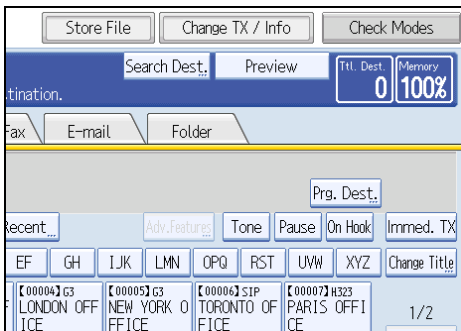 Store File Change TX / Info Check Modes
Search Dest. Preview Ttl. Dest. Memory
tination. 0 100%
Fax E-mail Folder
Prg. Dest.
Recent Adv.Features Tone Pause On Hook Immed. TX
EF GH IJK LMN OPQ RST UVW XYZ Change Title
【00004】G3 【00005】G3 【00006】SIP 【00007】H323
F LONDON OFF NEW YORK O TORONTO OF PARIS OFFI 1/2
ICE FFICE FICE CE